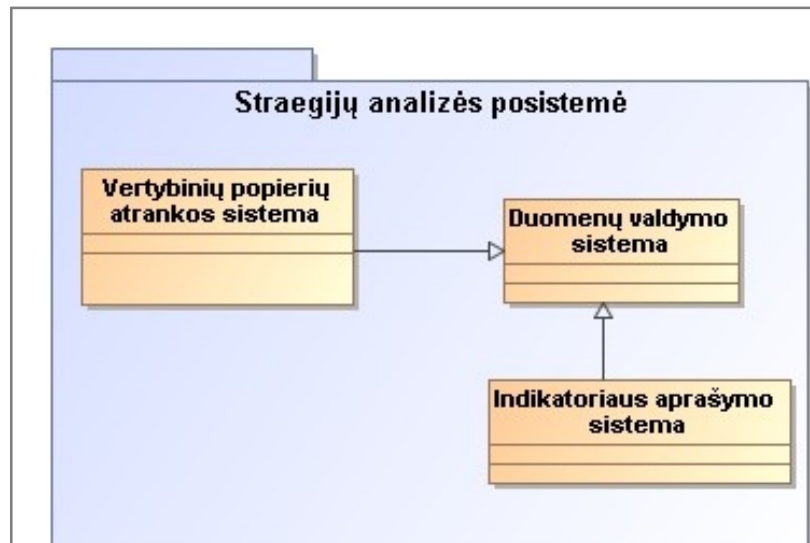 Straegijų analizės posistemė
Vertybinių popierių
atrankos sistema
Duomenų valdymo
sistema
Indikatoriaus aprašymo
sistema